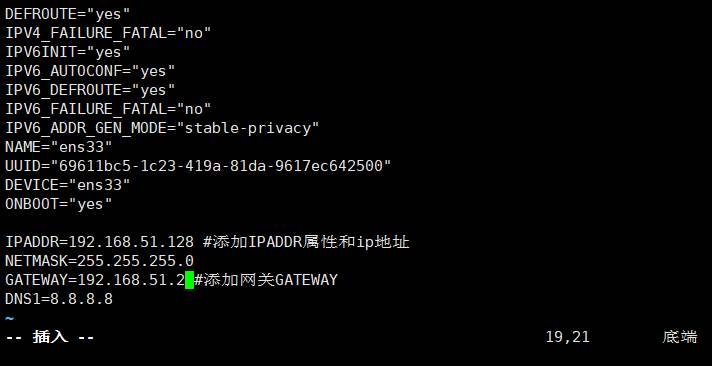 DEFROUTE="yes"
IPV4_FAILURE_FATAL="no"
IPV6INIT="yes"
IPV6_AUTOCONF="yes"
IPV6_DEFROUTE="yes"
IPV6_FAILURE_FATAL="no"
IPV6_ADDR_GEN_MODE="stable-privacy"
NAME="ens33"
UUID="69611bc5-1c23-419a-81da-9617ec642500"
DEVICE="ens33"
ONBOOT="yes"
IPADDR=192.168.51.128 #添加IPADDR属性和ip地址
NETMASK=255.255.255.0
GATEWAY=192.168.51.2 #添加网关GATEWAY
DNS1=8.8.8.8
~
-- 插入 -- 19,21 底端